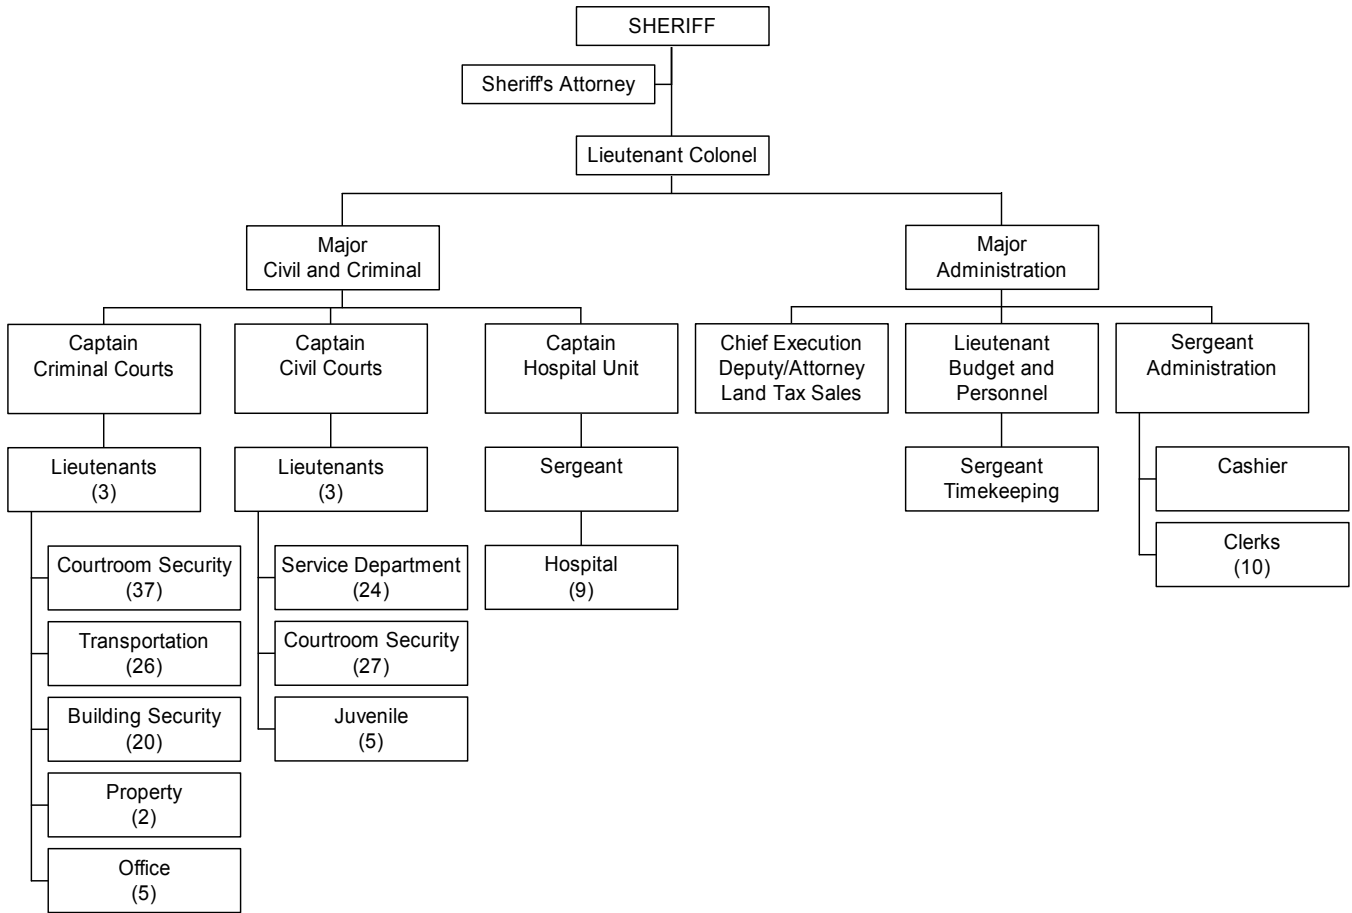 SHERIFF
Sheriff's Attorney
Lieutenant Colonel
Major
Civil and Criminal
Major
Administration
Captain
Criminal Courts
Captain
Civil Courts
Captain
Hospital Unit
Chief Execution
Deputy/Attorney
Land Tax Sales
Lieutenant
Budget and
Personnel
Sergeant
Administration
Lieutenants
(3)
Lieutenants
(3)
Sergeant
Sergeant
Timekeeping
Cashier
Clerks
(10)
Courtroom Security
(37)
Transportation
(26)
Building Security
(20)
Property
(2)
Office
(5)
Service Department
(24)
Courtroom Security
(27)
Juvenile
(5)
Hospital
(9)